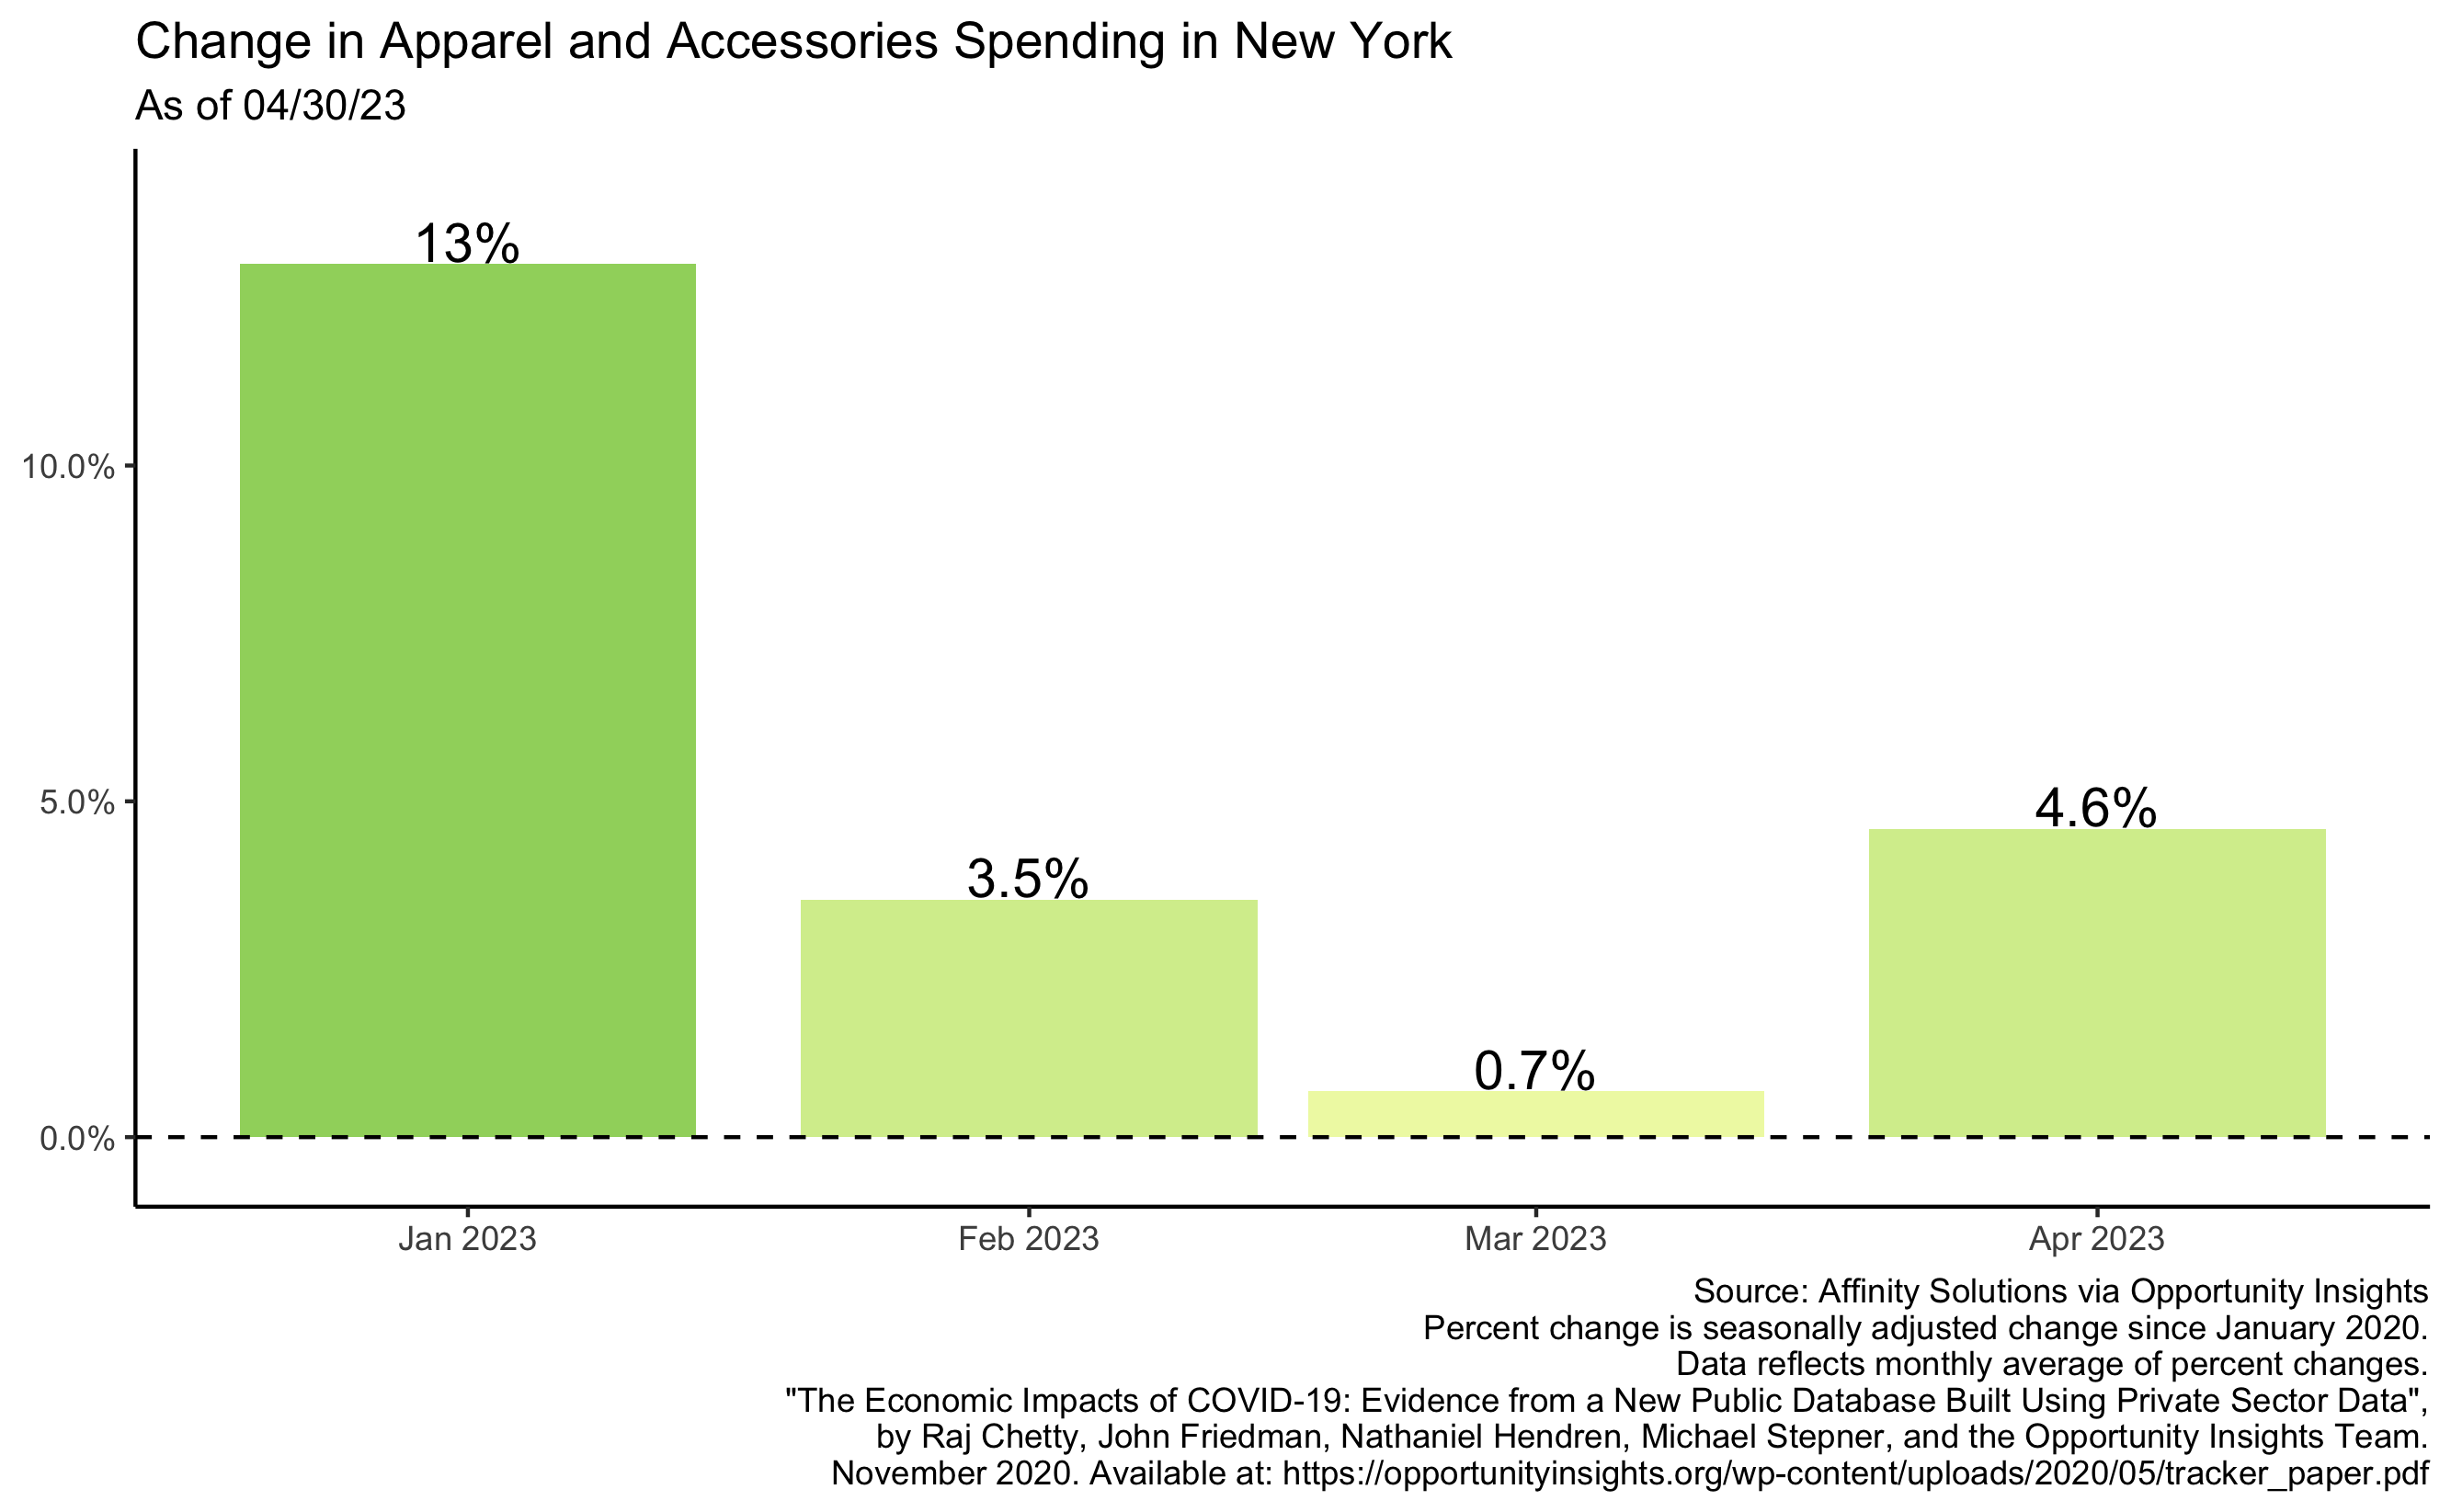 Change in Apparel and Accessories Spending in New York
As of 04/30/23
13%
10.0%
5.0%
4.6%
3.5%
0.7%
0.0%
Jan 2023
Feb 2023
Mar 2023
Apr 2023
Source: Affinity Solutions via Opportunity Insights
Percent change is seasonally adjusted change since January 2020.
Data reflects monthly average of percent changes.
"The Economic Impacts of COVID-19: Evidence from a New Public Database Built Using Private Sector Data",
by Raj Chetty, John Friedman, Nathaniel Hendren, Michael Stepner, and the Opportunity Insights Team.
November 2020. Available at: https://opportunityinsights.org/wp-content/uploads/2020/05/tracker_paper.pdf